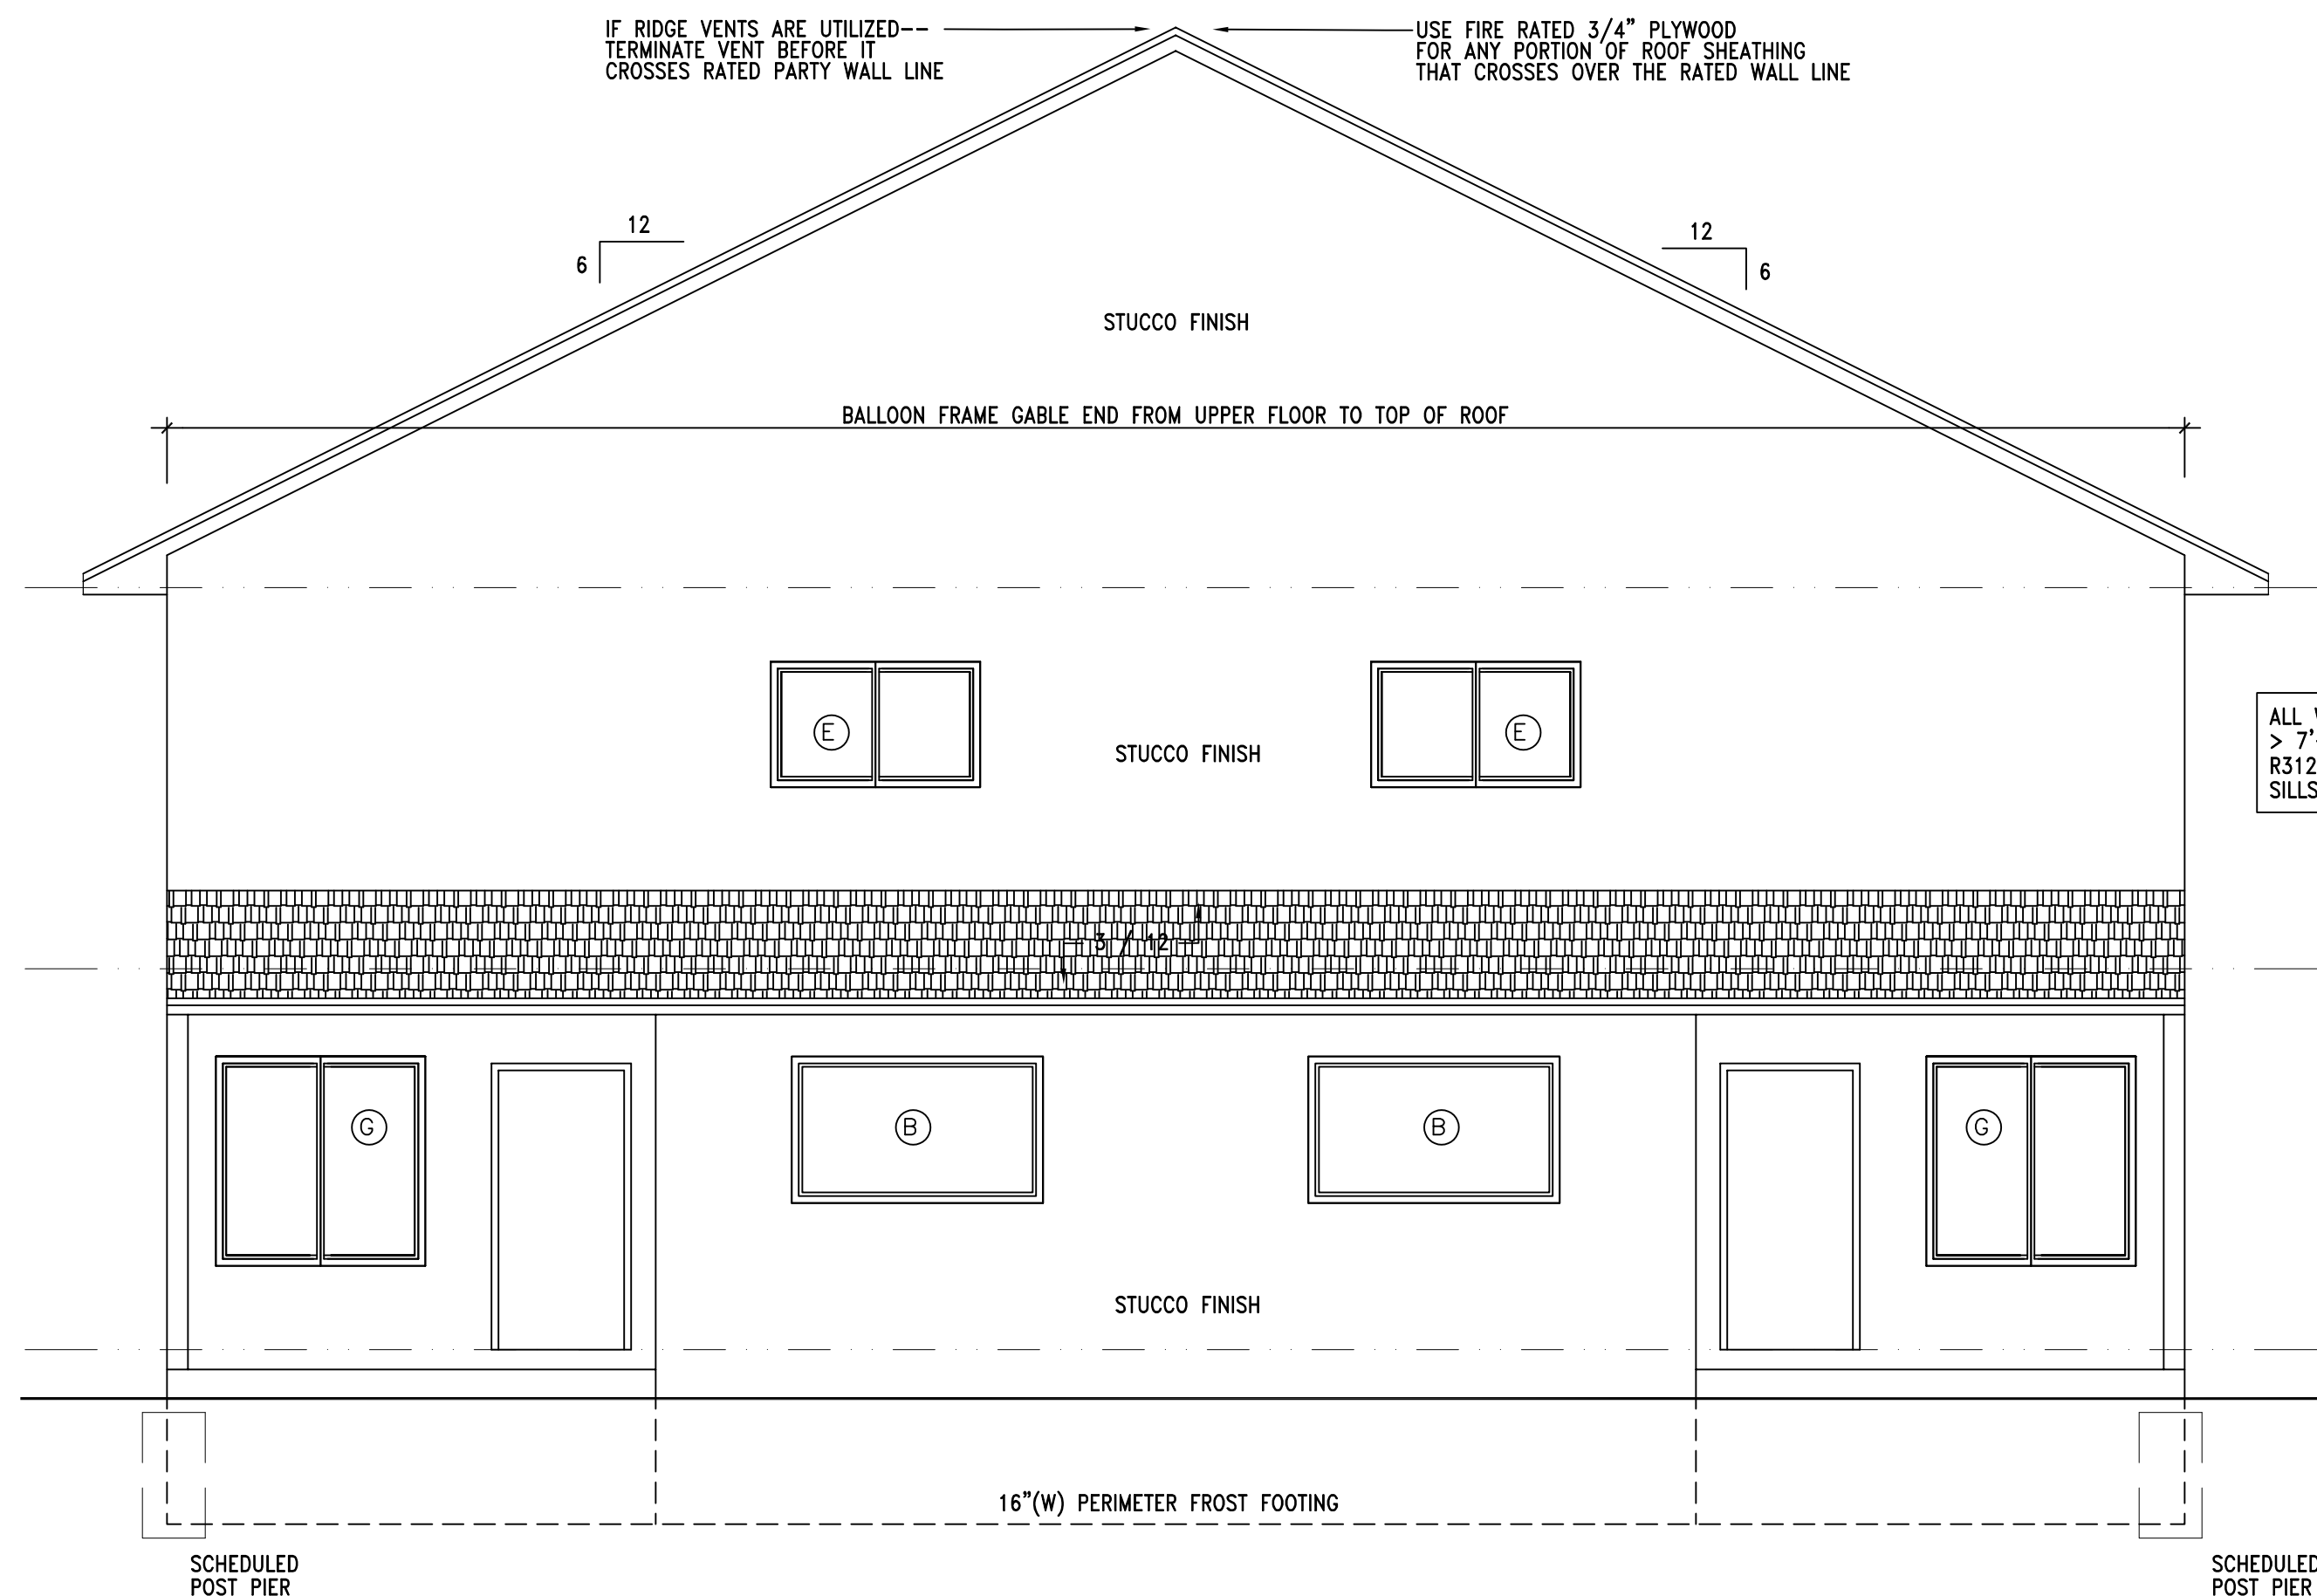 IF RIDGE VENTS ARE UTILIZED--
TERMINATE VENT BEFORE IT
CROSSES RATED PARTY WALL LINE
USE FIRE RATED 3/4" PLYWOOD
FOR ANY PORTION OF ROOF SHEATHING
THAT CROSSES OVER THE RATED WALL LINE
12
6
12
6
STUCCO FINISH
BALLOON FRAME GABLE END FROM UPPER FLOOR TO TOP OF ROOF
E
E
STUCCO FINISH
ALL
> 7'
R312
SILLS
3 / 12
G
B
B
G
STUCCO FINISH
16"(W) PERIMETER FROST FOOTING
SCHEDULED
POST PIER
SCHEDULED
POST PIER